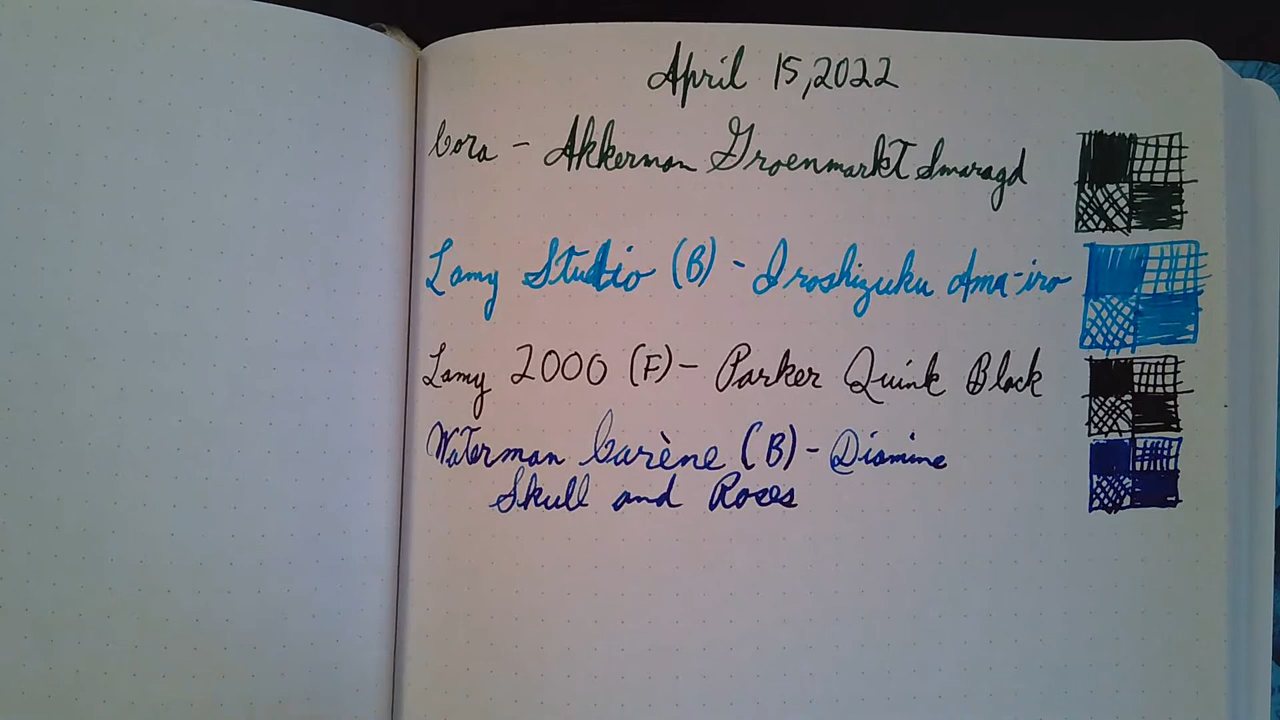 April 15, 2022
Cora - Akkerman Groenmarkt Smaragd
Lamy Studio (B) - Iroshizuku Ama-iro
Lamy 2000 (F) - Parker Quink Black
Waterman Carène (B) - Diamine
Skull and Roses